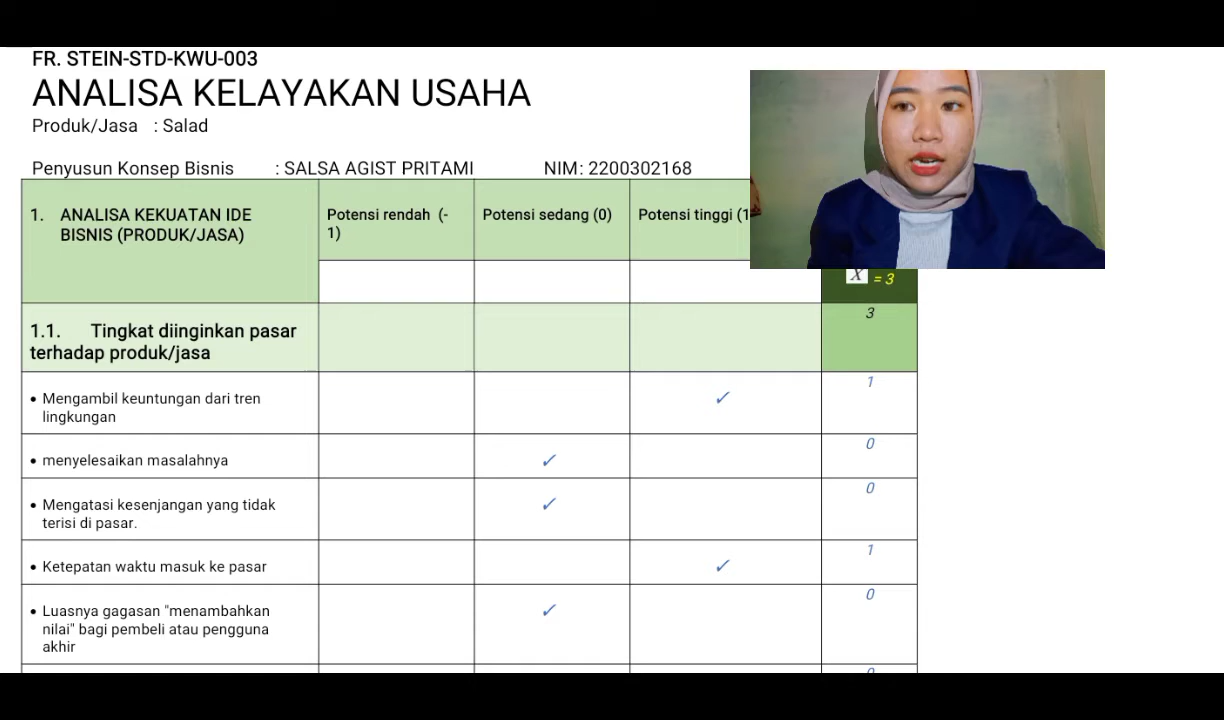 FR. STEIN-STD-KWU-003
ANALISA KELAYAKAN USAHA
Produk/Jasa : Salad
Penyusun Konsep Bisnis : SALSA AGIST PRITAMI NIM: 2200302168
1. ANALISA KEKUATAN IDE
BISNIS (PRODUK/JASA)
Potensi rendah (-
1)
Potensi sedang (0)
Potensi tinggi (1
X = 3
1.1. Tingkat diinginkan pasar
terhadap produk/jasa
3
• Mengambil keuntungan dari tren
lingkungan
✓
1
• menyelesaikan masalahnya
✓
0
• Mengatasi kesenjangan yang tidak
terisi di pasar.
✓
0
• Ketepatan waktu masuk ke pasar
✓
1
• Luasnya gagasan "menambahkan
nilai" bagi pembeli atau pengguna
akhir
✓
0